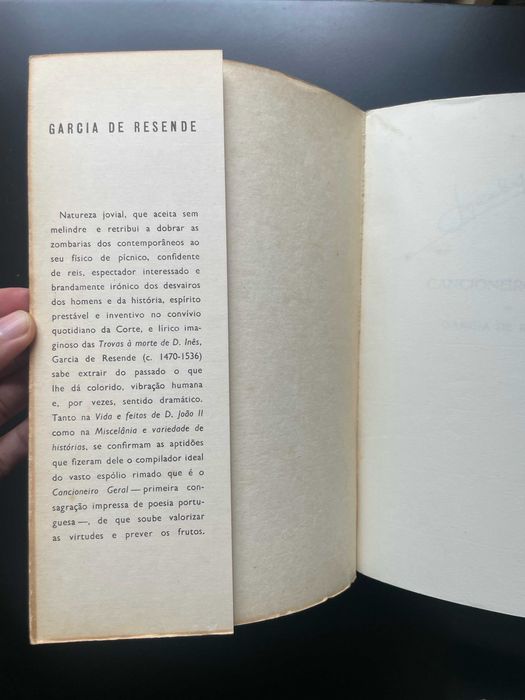 GARCIA DE RESENDE
Natureza jovial, que aceita sem
melindre e retribui a dobrar as
zombarias dos contemporâneos ao
seu físico de pícnico, confidente
de reis, espectador interessado e
brandamente irónico dos desvairos
dos homens e da história, espírito
prestável e inventivo no convívio
quotidiano da Corte, e lírico ima-
ginoso das Trovas à morte de D. Inês,
Garcia de Resende (c. 1470-1536)
sabe extrair do passado o que
lhe dá colorido, vibração humana
e, por vezes, sentido dramático.
Tanto na Vida e feitos de D. João II
como na Miscelânia e variedade de
histórias, se confirmam as aptidões
que fizeram dele o compilador ideal
do vasto espólio rimado que é o
Cancioneiro Geral — primeira con-
sagração impressa de poesia portu-
guesa —, de que soube valorizar
as virtudes e prever os frutos.
CANCIONEIRO